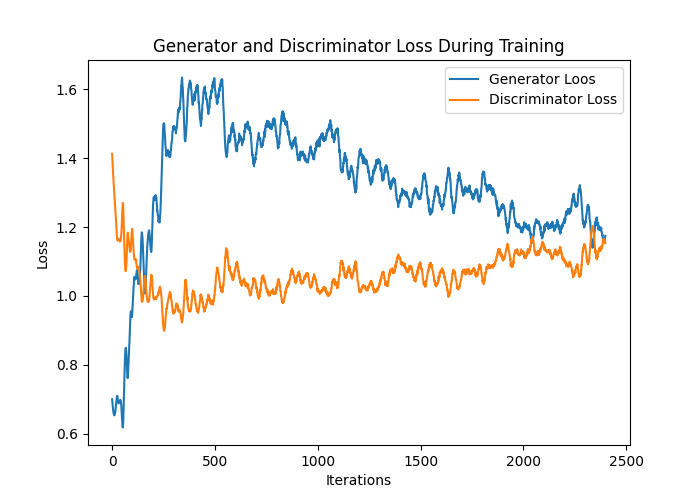 Generator and Discriminator Loss During Training
Generator Loos
Discriminator Loss
1.6
1.4
1.2
1.0
0.8
0.6
Loss
0
500
1000
1500
2000
2500
Iterations